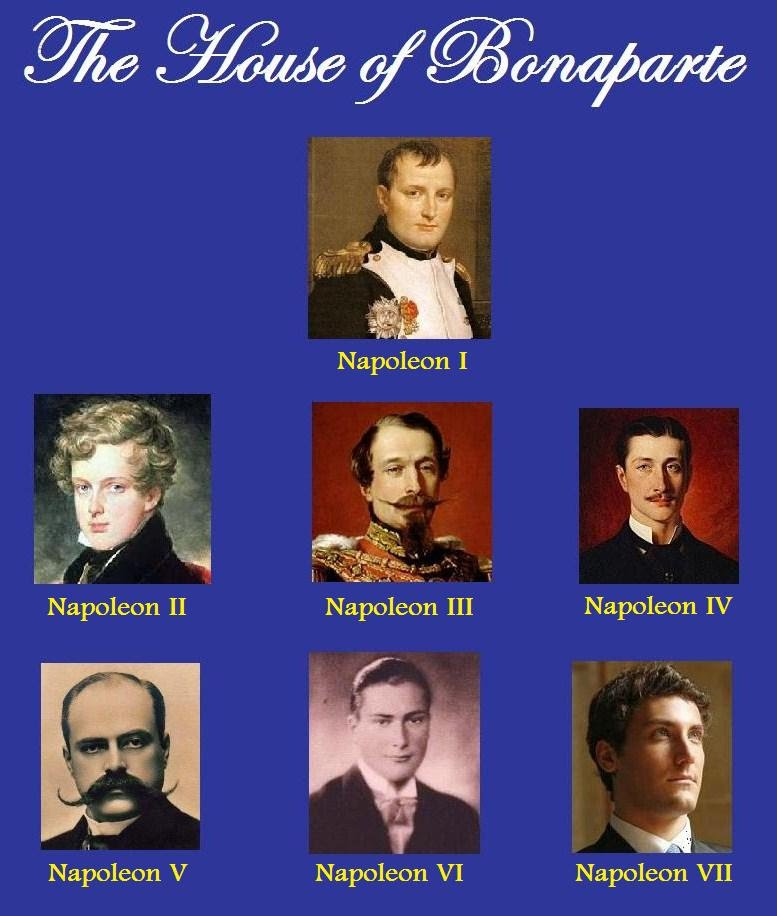 The House of Bonaparte
Napoleon I
Napoleon II
Napoleon III
Napoleon IV
Napoleon V
Napoleon VI
Napoleon VII